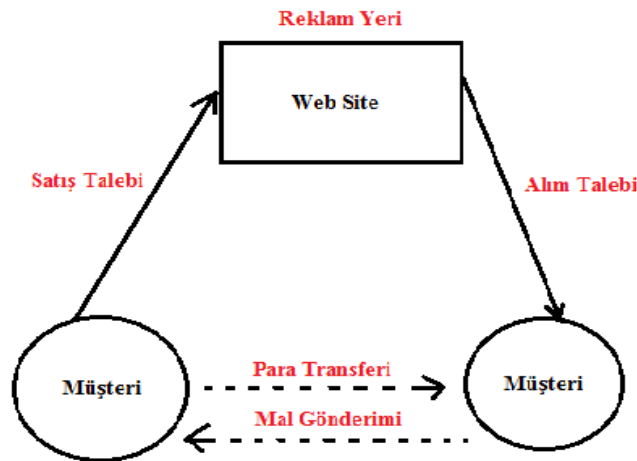 Reklam Yeri
Web Site
Satış Talebi
Alım Talebi
Müşteri
Para Transferi
Müşteri
Mal Gönderimi